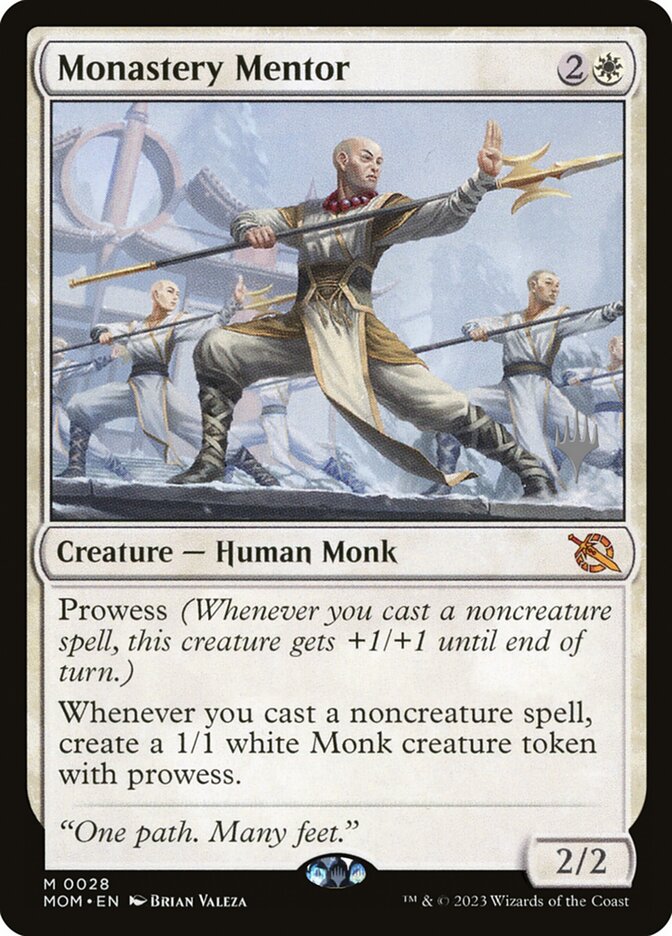 Monastery Mentor 2
Creature — Human Monk
Prowess (Whenever you cast a noncreature
spell, this creature gets +1/+1 until end of
turn.)
Whenever you cast a noncreature spell,
create a 1/1 white Monk creature token
with prowess.
“One path. Many feet.”
2/2
M 0028
MOM • EN Brian Valeza ™ & © 2023 Wizards of the Coast